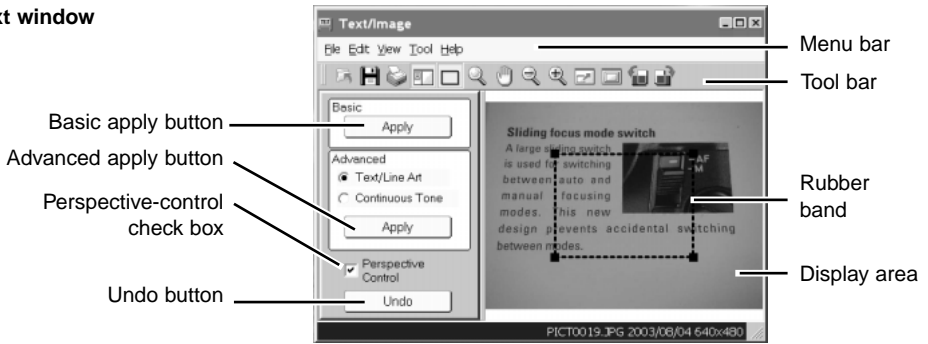 xt window
Text/Image
File Edit View Tool Help
Menu bar
Tool bar
Basic
Apply
Basic apply button
Advanced apply button
Advanced
Text/Line Art
Continuous Tone
Apply
Perspective-control
check box
Perspective
Control
Undo button
Undo
Sliding focus mode switch
A large sliding switch
is used for switching
between auto and
manual focusing
modes. This new
design prevents accidental switching
between modes.
AF
M
Rubber
band
Display area
PICT0019.JPG 2003/08/04 640x480